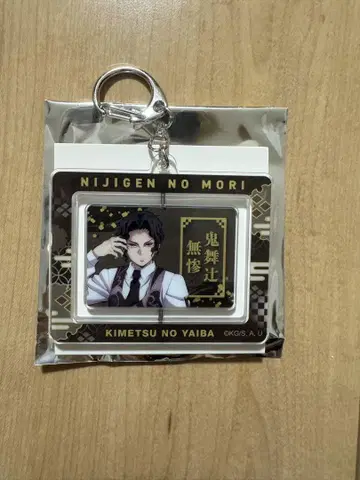 NIJIGEN NO MORI
鬼舞辻
無惨
KIMETSU NO YAIBA
©KG/S, A, U